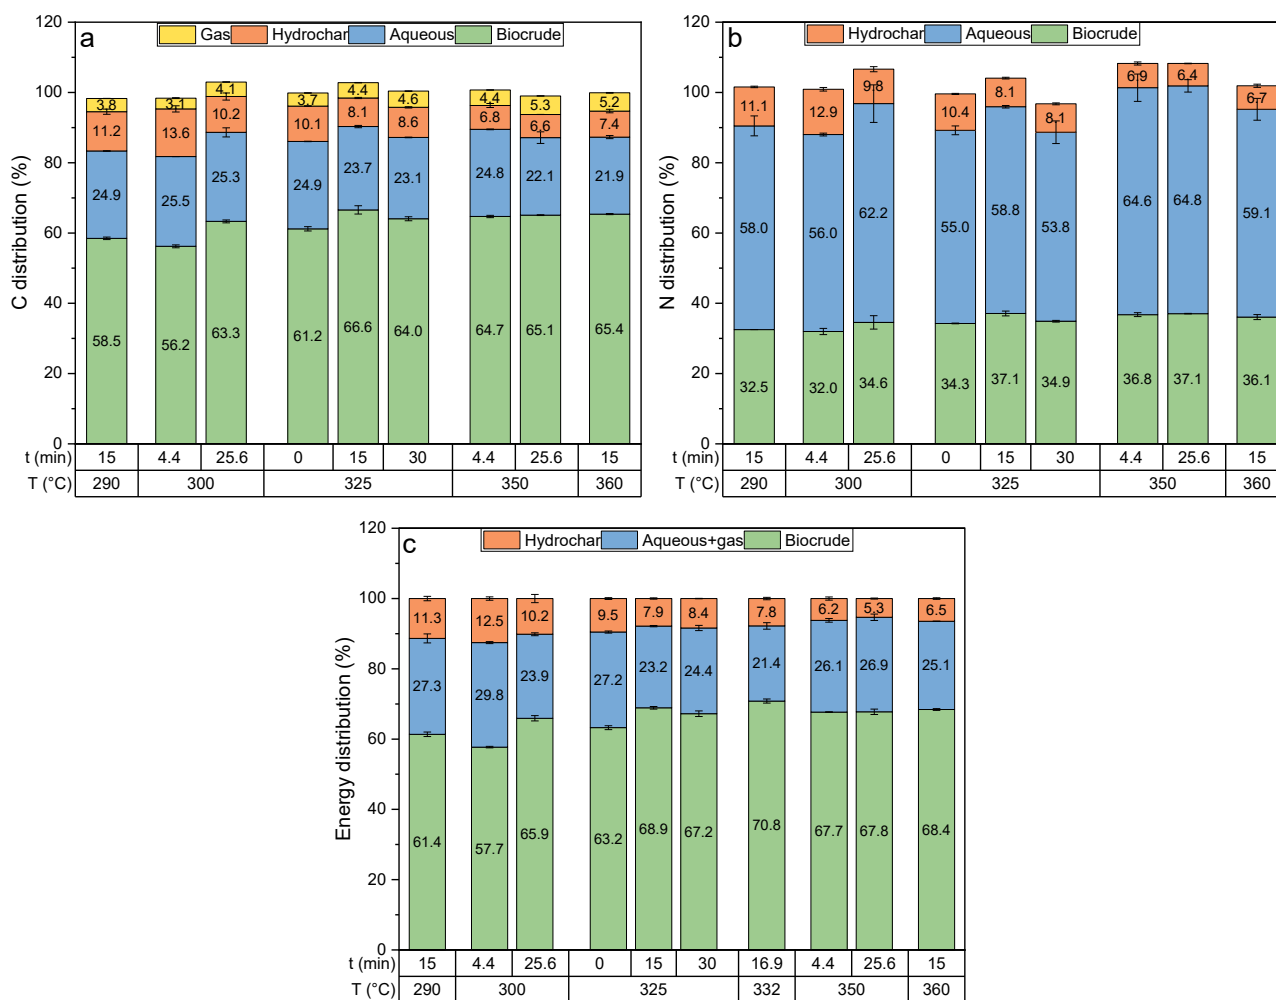 a
Gas Hydrochar Aqueous Biocrude
C distribution (%)
120
100
80
60
40
20
0
3.8 3.1 4.1 3.7 4.4 4.6 4.4 5.3 5.2
11.2 13.6 10.2 10.1 8.1 8.6 6.8 6.6 7.4
24.9 25.5 25.3 24.9 23.7 23.1 24.8 22.1 21.9
58.5 56.2 63.3 61.2 66.6 64.0 64.7 65.1 65.4
t (min) 15 4.4 25.6 0 15 30 4.4 25.6 15
T (°C) 290 300 325 350 360
b
Hydrochar Aqueous Biocrude
N distribution (%)
120
100
80
60
40
20
0
11.1 12.9 9.8 10.4 8.1 8.1 6.9 6.4 6.7
58.0 56.0 62.2 55.0 58.8 53.8 64.6 64.8 59.1
32.5 32.0 34.6 34.3 37.1 34.9 36.8 37.1 36.1
t (min) 15 4.4 25.6 0 15 30 4.4 25.6 15
T (°C) 290 300 325 350 360
c
Hydrochar Aqueous+gas Biocrude
Energy distribution (%)
120
100
80
60
40
20
0
11.3 12.5 10.2 9.5 7.9 8.4 7.8 6.2 5.3 6.5
27.3 29.8 23.9 27.2 23.2 24.4 21.4 26.1 26.9 25.1
61.4 57.7 65.9 63.2 68.9 67.2 70.8 67.7 67.8 68.4
t (min) 15 4.4 25.6 0 15 30 16.9 4.4 25.6 15
T (°C) 290 300 325 332 350 360